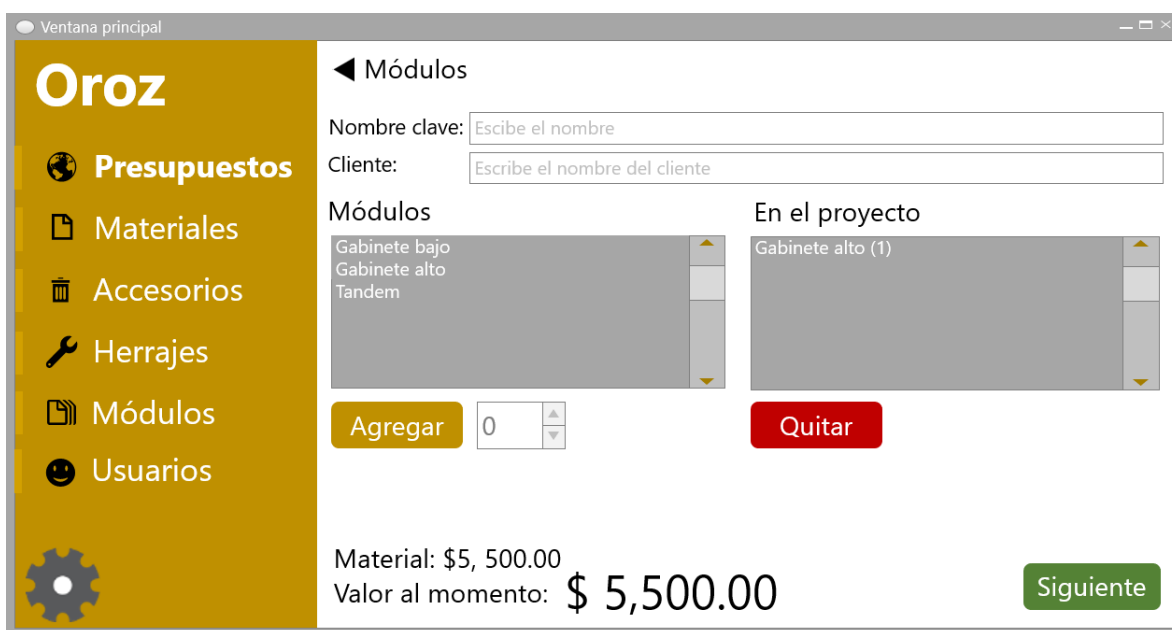 Ventana principal
Oroz
Presupuestos
Materiales
Accesorios
Herrajes
Módulos
Usuarios
Módulos
Nombre clave: Escibe el nombre
Cliente: Escribe el nombre del cliente
Módulos
Gabinete bajo
Gabinete alto
Tandem
Agregar 0
En el proyecto
Gabinete alto (1)
Quitar
Material: $5, 500.00
Valor al momento: $ 5,500.00
Siguiente